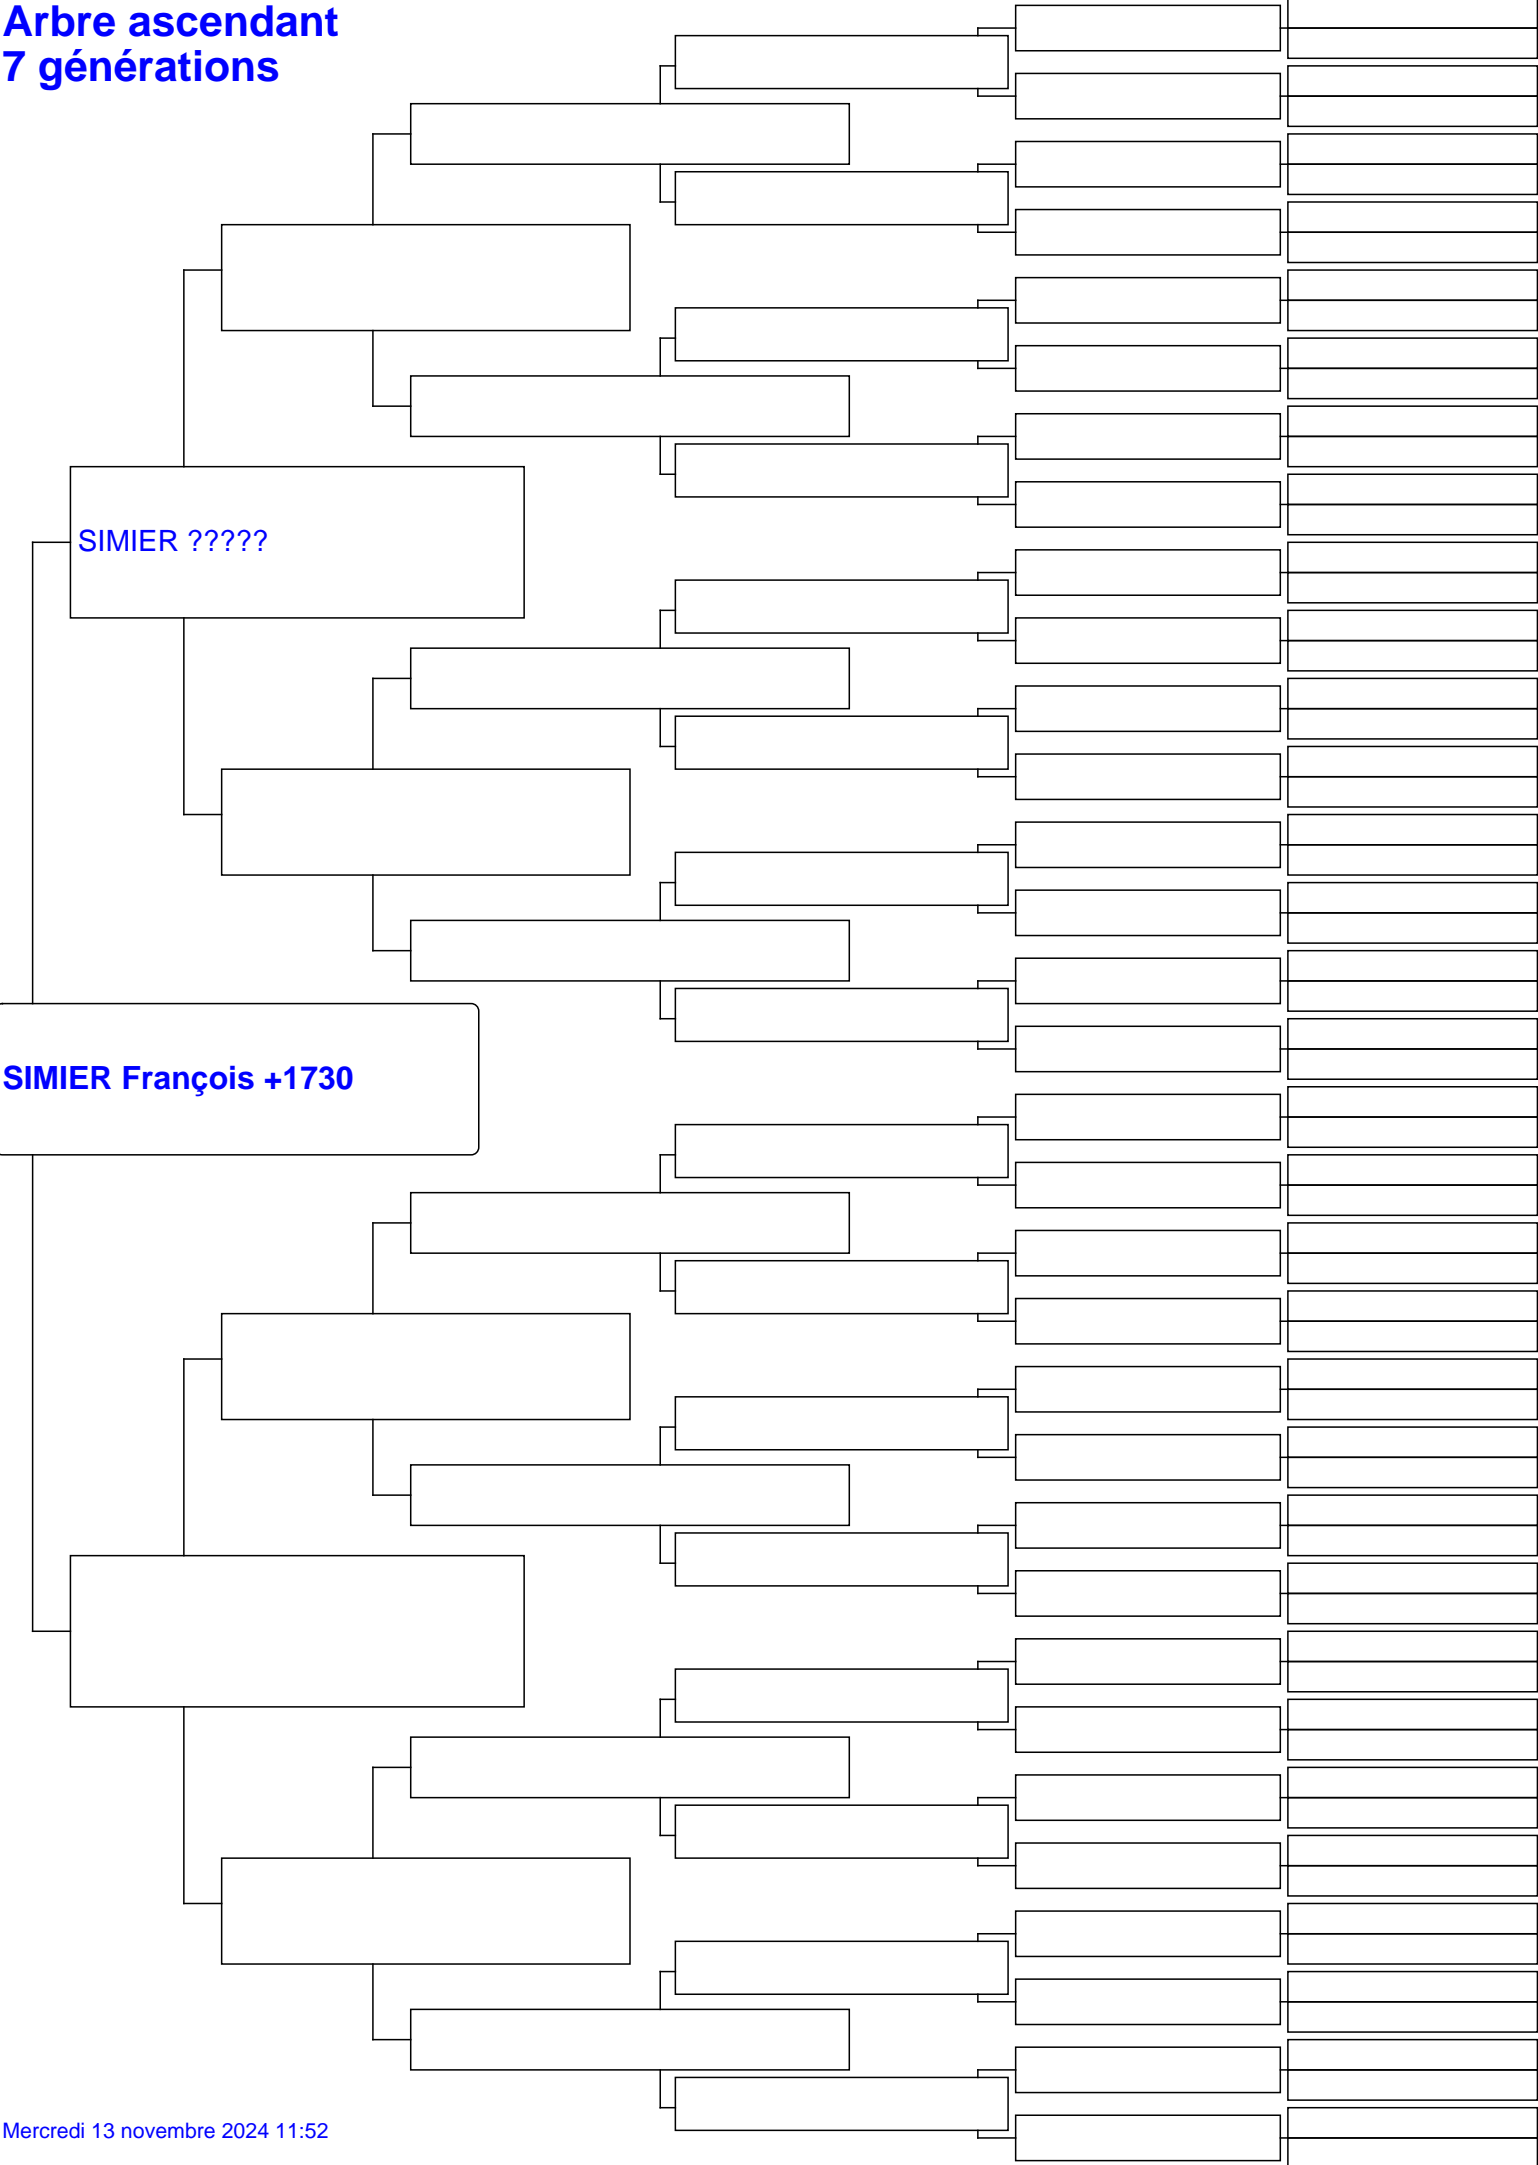 Arbre ascendant
7 générations
SIMIER ?????
SIMIER François +1730
Mercredi 13 novembre 2024 11:52